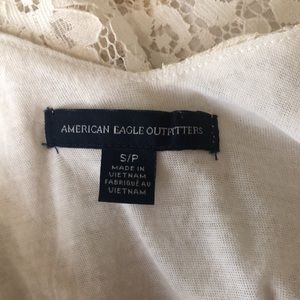 AMERICAN EAGLE OUTFITTERS
S/P
MADE IN
VIETNAM
FABRIQUÉ AU
VIETNAM